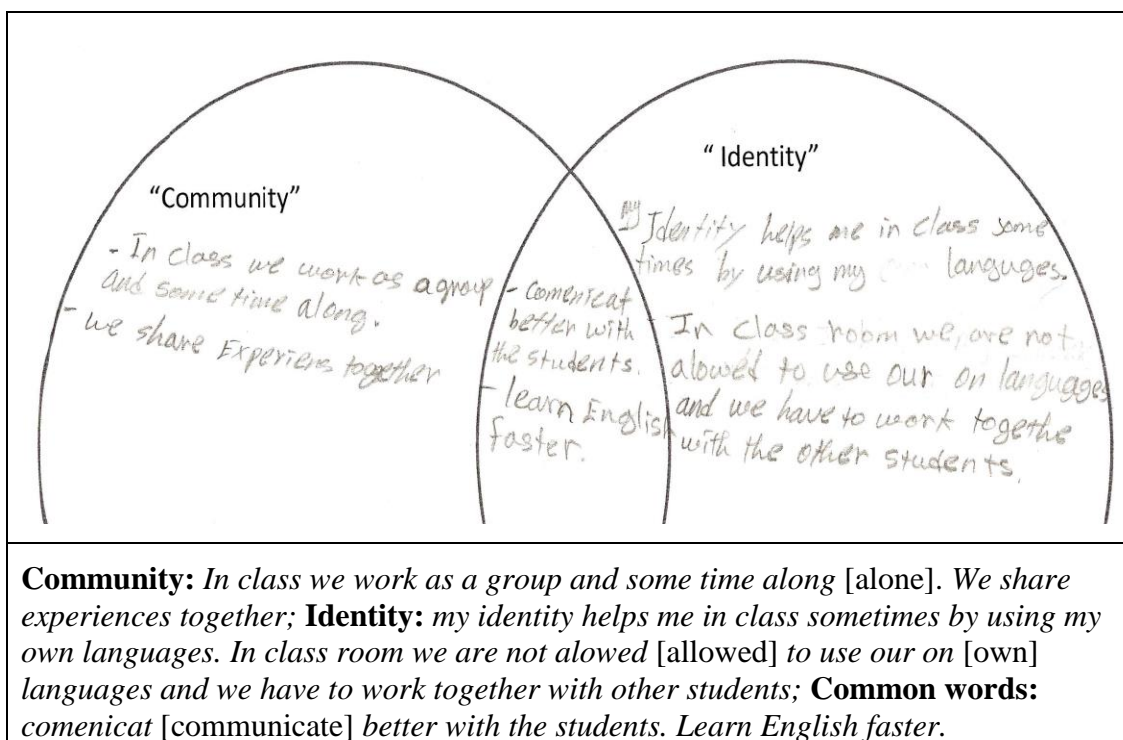 “Community”
- In class we work as a group
and some time along.
- we share Experiens together
- comenicat
better with
the students.
- learn English
faster.
“ Identity”
my Identity helps me in class some
times by using my languges.
- In class room we, are not
alowed to use our on languages
and we have to work togethe
with the other students.
Community: In class we work as a group and some time along [alone]. We share
experiences together; Identity: my identity helps me in class sometimes by using my
own languages. In class room we are not alowed [allowed] to use our on [own]
languages and we have to work together with other students; Common words:
comenicat [communicate] better with the students. Learn English faster.